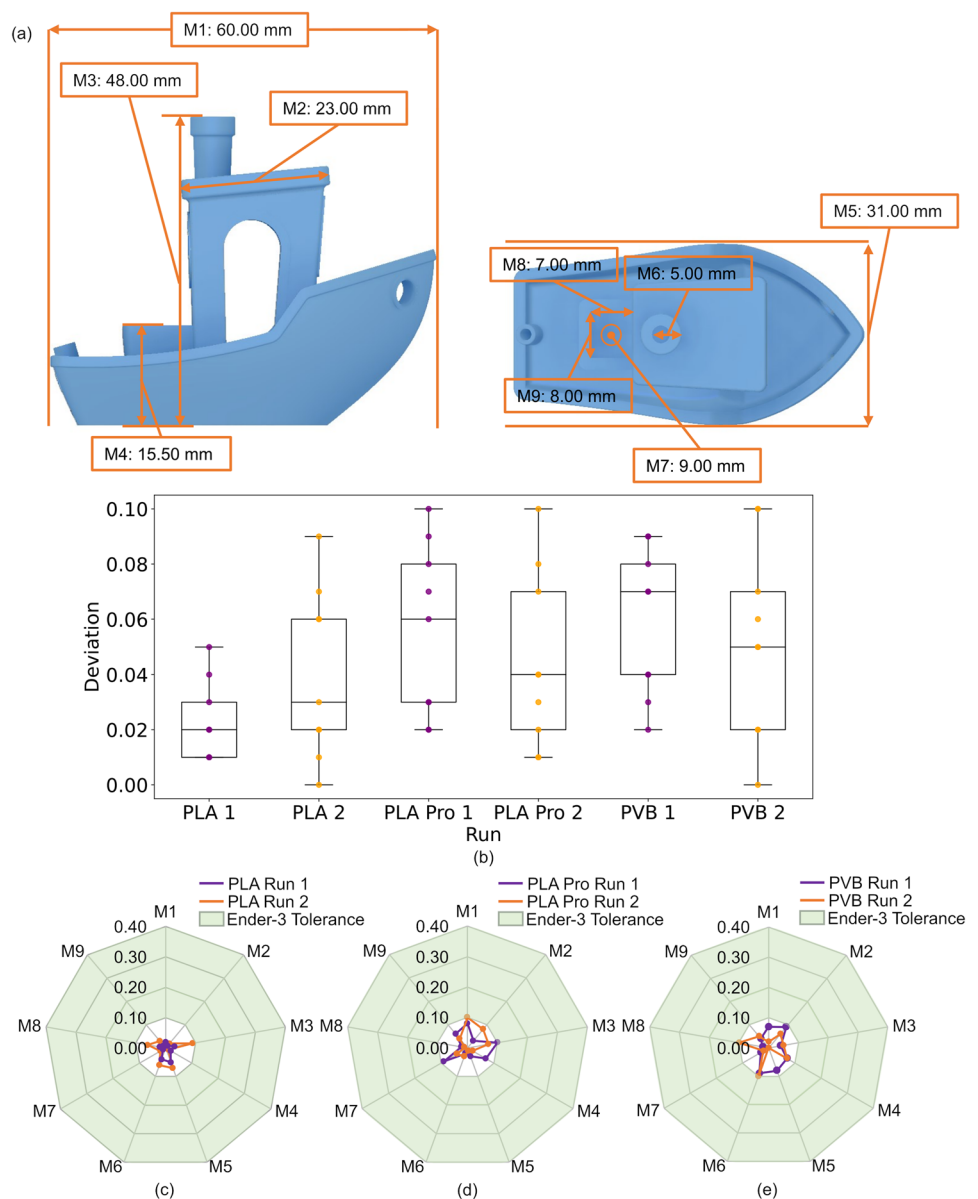 (a)
M1: 60.00 mm
M3: 48.00 mm
M2: 23.00 mm
M5: 31.00 mm
M8: 7.00 mm
M6: 5.00 mm
M9: 8.00 mm
M4: 15.50 mm
M7: 9.00 mm
0.10
0.08
0.06
0.04
0.02
0.00
Deviation
PLA 1 PLA 2 PLA Pro 1 PLA Pro 2 PVB 1 PVB 2
Run
(b)
PLA Run 1
PLA Run 2
Ender-3 Tolerance
M1
M2
M3
M4
M5
M6
M7
M8
M9
0.40
0.30
0.20
0.10
0.00
(c)
PLA Pro Run 1
PLA Pro Run 2
Ender-3 Tolerance
M1
M2
M3
M4
M5
M6
M7
M8
M9
0.40
0.30
0.20
0.10
0.00
(d)
PVB Run 1
PVB Run 2
Ender-3 Tolerance
M1
M2
M3
M4
M5
M6
M7
M8
M9
0.40
0.30
0.20
0.10
0.00
(e)